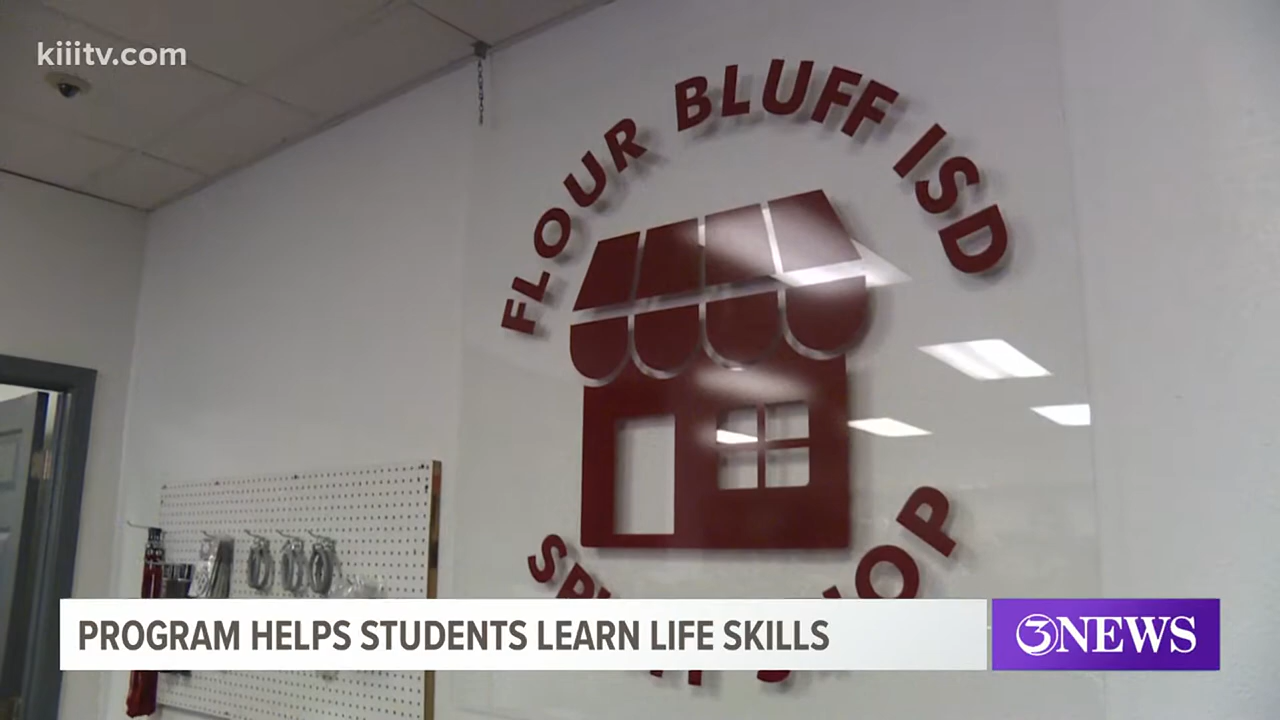 kiiitv.com
FLOUR BLUFF ISD
PROGRAM HELPS STUDENTS LEARN LIFE SKILLS
3NEWS